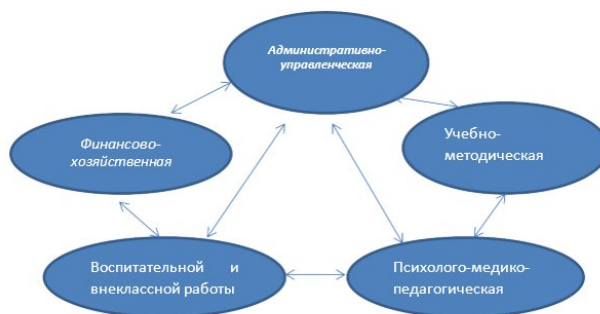 Административно-
управленческая
Финансово-
хозяйственная
Учебно-
методическая
Воспитательной и
внеклассной работы
Психолого-медико-
педагогическая